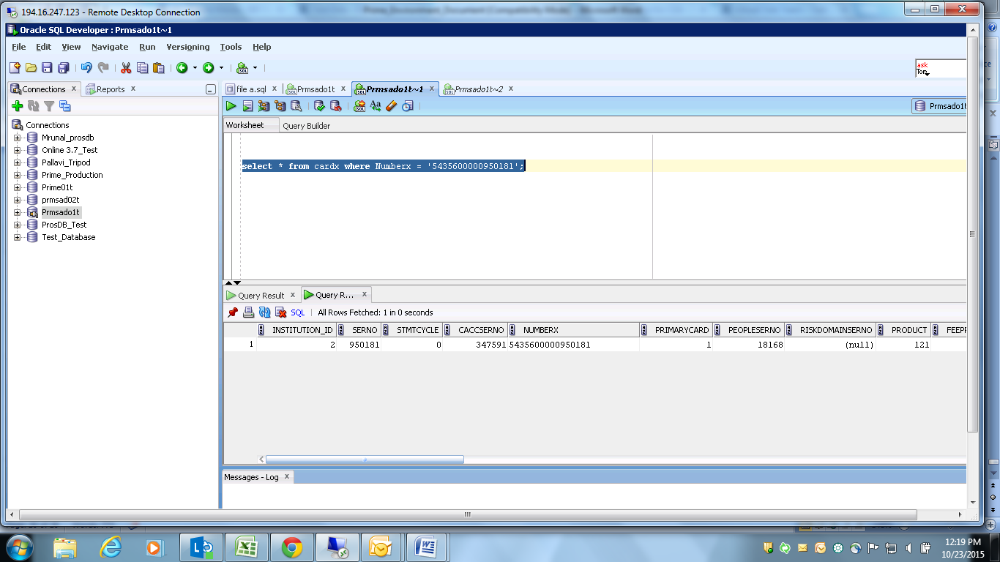 194.16.247.123 - Remote Desktop Connection
Oracle SQL Developer : Prmsado1t~1
File Edit View Navigate Run Versioning Tools Help
ask
Tom
Connections Reports
file a.sql Prmsado1t Prmsado1t~1 Prmsado1t~2
Prmsado1t
Worksheet Query Builder
Connections
Mrunal_prosdb
Online 3.7_Test
Pallavi_Tripod
Prime_Production
Prime01t
prmsad02t
Prmsado1t
ProsDB_Test
Test_Database
select * from cardx where Numberx = '5435600000950181';
Query Result Query R...
SQL All Rows Fetched: 1 in 0 seconds
INSTITUTION_ID SERNO STMTCYCLE CACCSERNO NUMBERX PRIMARYCARD PEOPLESERNO RISKDOMAINSERNO PRODUCT FEEPR
1 2 950181 0 347591 5435600000950181 1 18168 (null) 121
Messages - Log
12:19 PM
10/23/2015